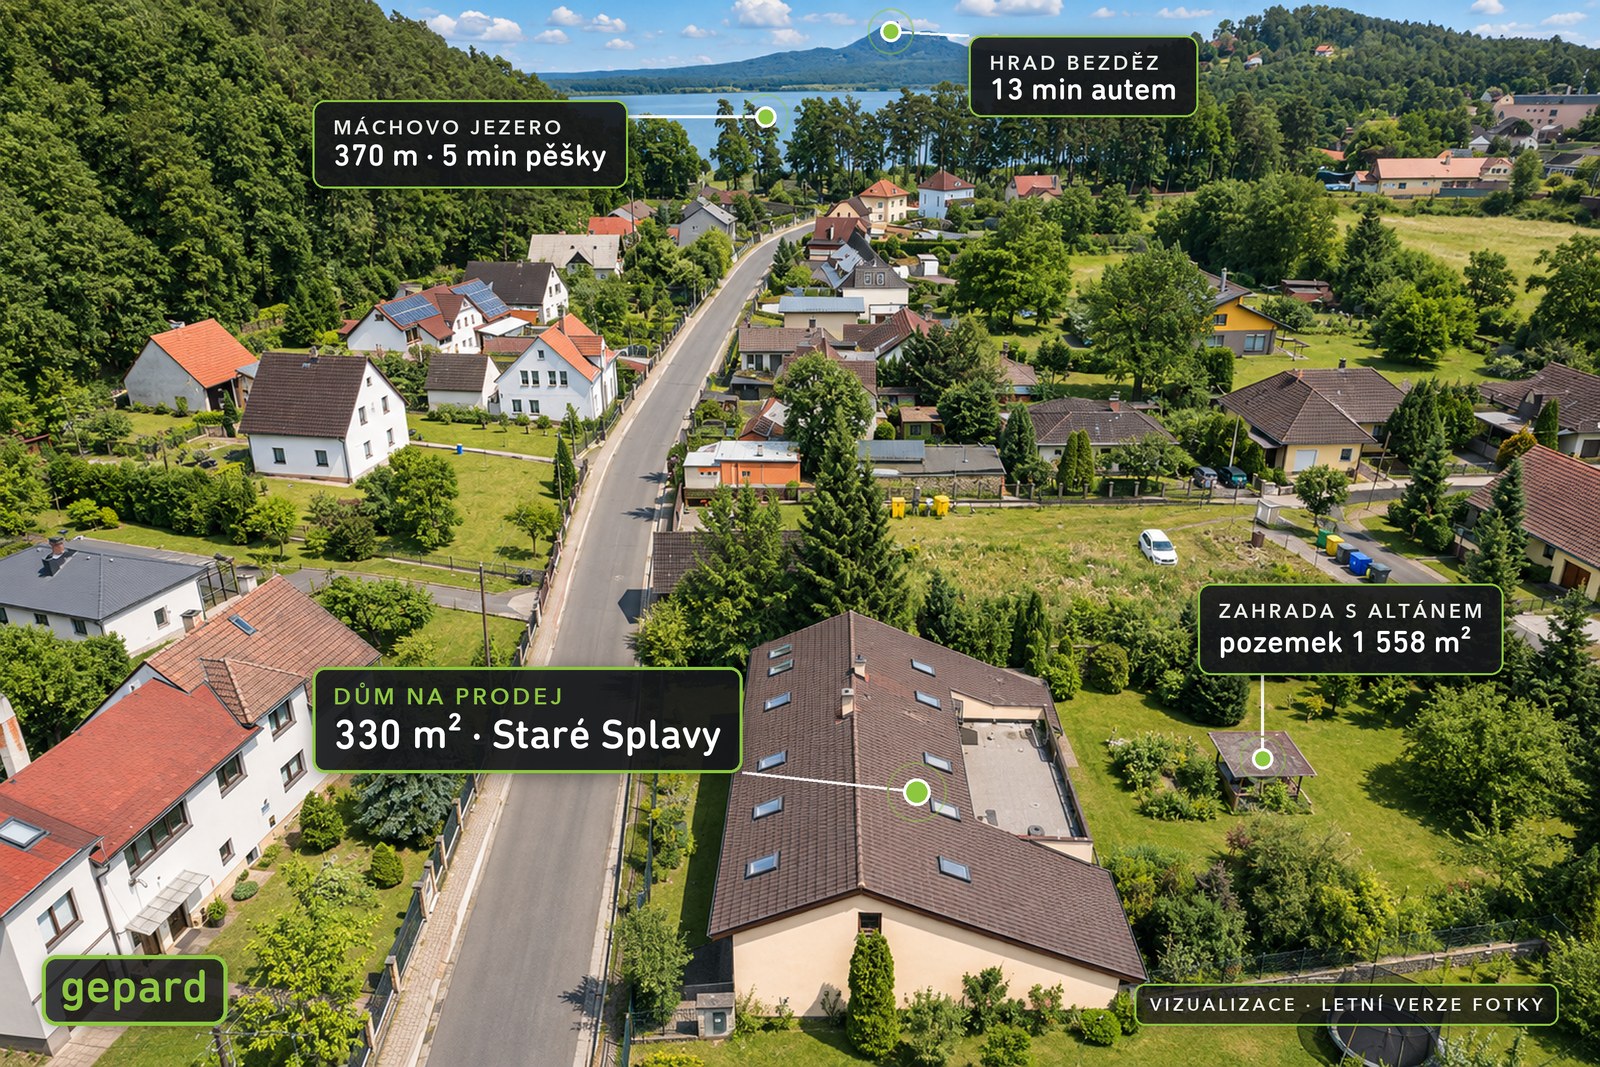 HRAD BEZDĚZ
13 min autem
MÁCHOVO JEZERO
370 m · 5 min pěšky
ZAHRADA S ALTÁNEM
pozemek 1 558 m²
DŮM NA PRODEJ
330 m² · Staré Splavy
gepard
VIZUALIZACE · LETNÍ VERZE FOTKY